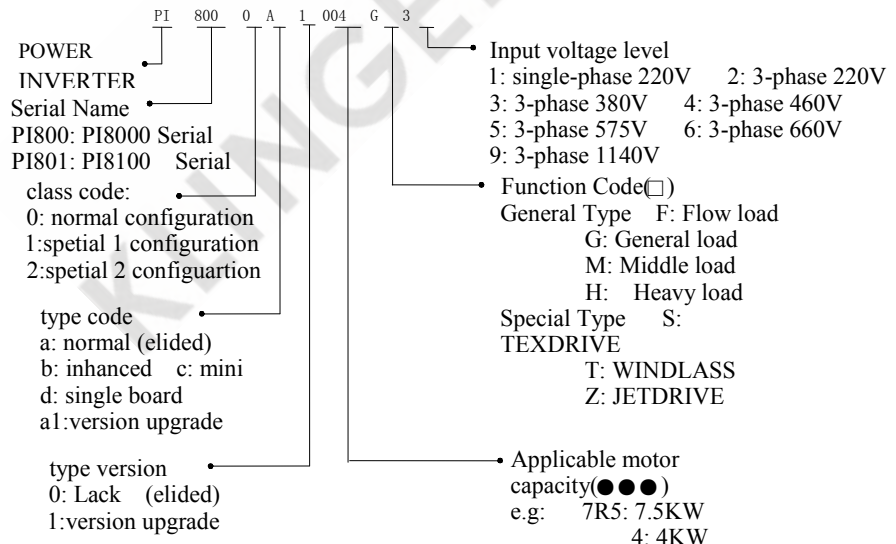 PI 800 0 A 1 004 G 3
POWER
INVERTER
Serial Name
PI800: PI8000 Serial
PI801: PI8100 Serial
class code:
0: normal configuration
1:spetial 1 configuration
2:spetial 2 configuartion
type code
a: normal (elided)
b: inhanced c: mini
d: single board
a1:version upgrade
type version
0: Lack (elided)
1:version upgrade
Input voltage level
1: single-phase 220V 2: 3-phase 220V
3: 3-phase 380V 4: 3-phase 460V
5: 3-phase 575V 6: 3-phase 660V
9: 3-phase 1140V
Function Code(□)
General Type F: Flow load
G: General load
M: Middle load
H: Heavy load
Special Type S:
TEXDRIVE
T: WINDLASS
Z: JETDRIVE
Applicable motor
capacity(●●●)
e.g: 7R5: 7.5KW
4: 4KW
KLINGE